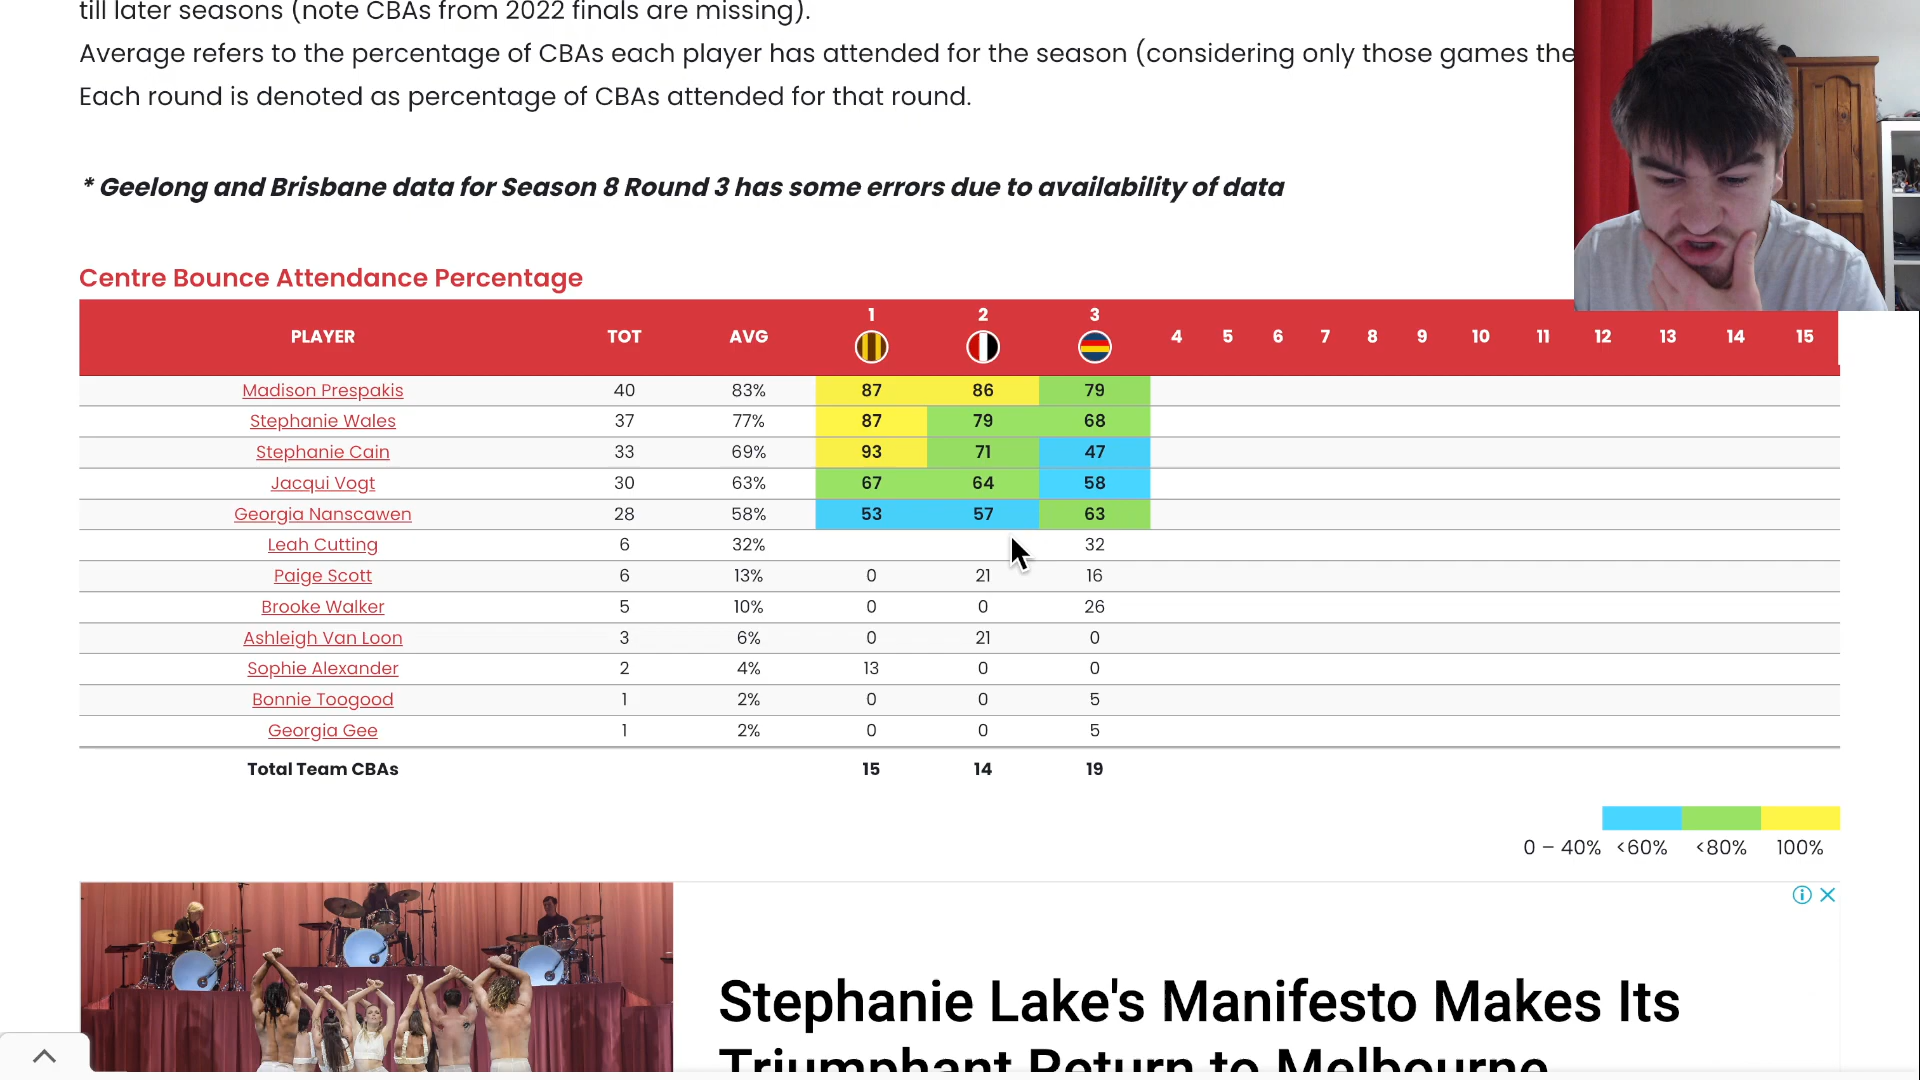 till later seasons (note CBAs from 2022 finals are missing).
Average refers to the percentage of CBAs each player has attended for the season (considering only those games the
Each round is denoted as percentage of CBAs attended for that round.
* Geelong and Brisbane data for Season 8 Round 3 has some errors due to availability of data
Centre Bounce Attendance Percentage
PLAYER TOT AVG 1 2 3 4 5 6 7 8 9 10 11 12 13 14 15
Madison Prespakis 40 83% 87 86 79
Stephanie Wales 37 77% 87 79 68
Stephanie Cain 33 69% 93 71 47
Jacqui Vogt 30 63% 67 64 58
Georgia Nanscawen 28 58% 53 57 63
Leah Cutting 6 32% 32
Paige Scott 6 13% 0 21 16
Brooke Walker 5 10% 0 0 26
Ashleigh Van Loon 3 6% 0 21 0
Sophie Alexander 2 4% 13 0 0
Bonnie Toogood 1 2% 0 0 5
Georgia Gee 1 2% 0 0 5
Total Team CBAs 15 14 19
0 – 40% <60% <80% 100%
Stephanie Lake's Manifesto Makes Its
Triumphant Return to Melbourne